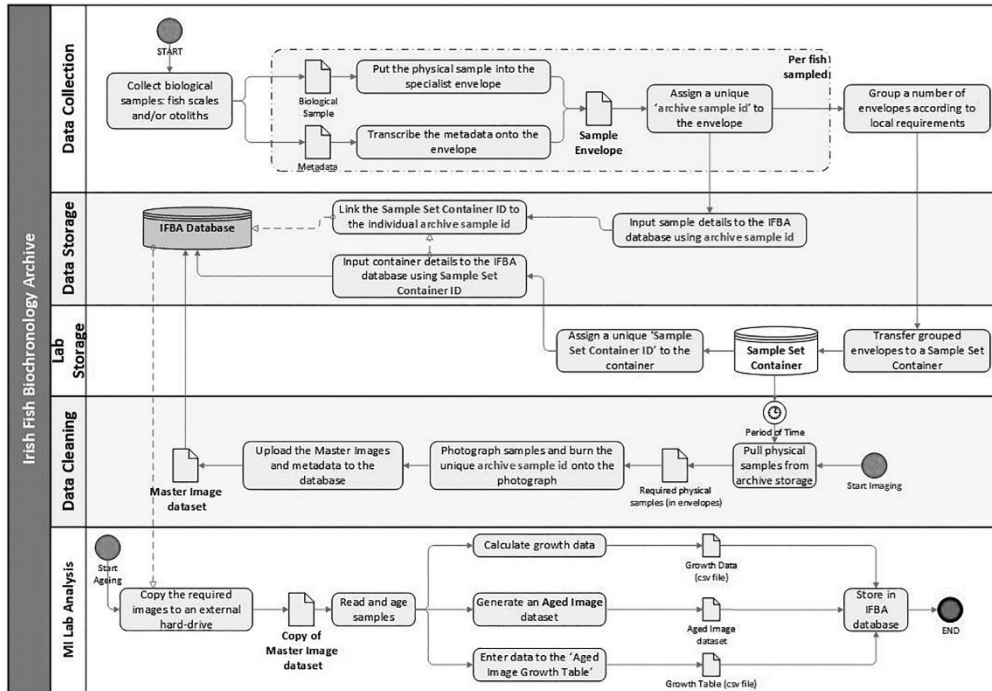 Irish Fish Biochronology Archive
Data Collection
START
Collect biological
samples: fish scales
and/or otoliths
Biological
Sample
Metadata
Put the physical sample into the
specialist envelope
Transcribe the metadata onto the
envelope
Sample
Envelope
Per fish
sampled
Assign a unique
‘archive sample id’ to
the envelope
Group a number of
envelopes according to
local requirements
Data Storage
IFBA Database
Link the Sample Set Container ID to
the individual archive sample id
Input sample details to the IFBA
database using archive sample id
Input container details to the IFBA
database using Sample Set
Container ID
Lab
Storage
Assign a unique ‘Sample
Set Container ID’ to the
container
Sample Set
Container
Transfer grouped
envelopes to a Sample Set
Container
Data Cleaning
Period of Time
Master Image
dataset
Upload the Master Images
and metadata to the
database
Photograph samples and burn the
unique archive sample id onto the
photograph
Required physical
samples (in envelopes)
Pull physical
samples from
archive storage
Start Imaging
MI Lab Analysis
Start
Ageing
Copy the required
images to an external
hard-drive
Copy of
Master Image
dataset
Read and age
samples
Calculate growth data
Growth Data
(csv file)
Generate an Aged Image
dataset
Aged Image
dataset
Enter data to the ‘Aged
Image Growth Table’
Growth Table (csv file)
Store in
IFBA
database
END